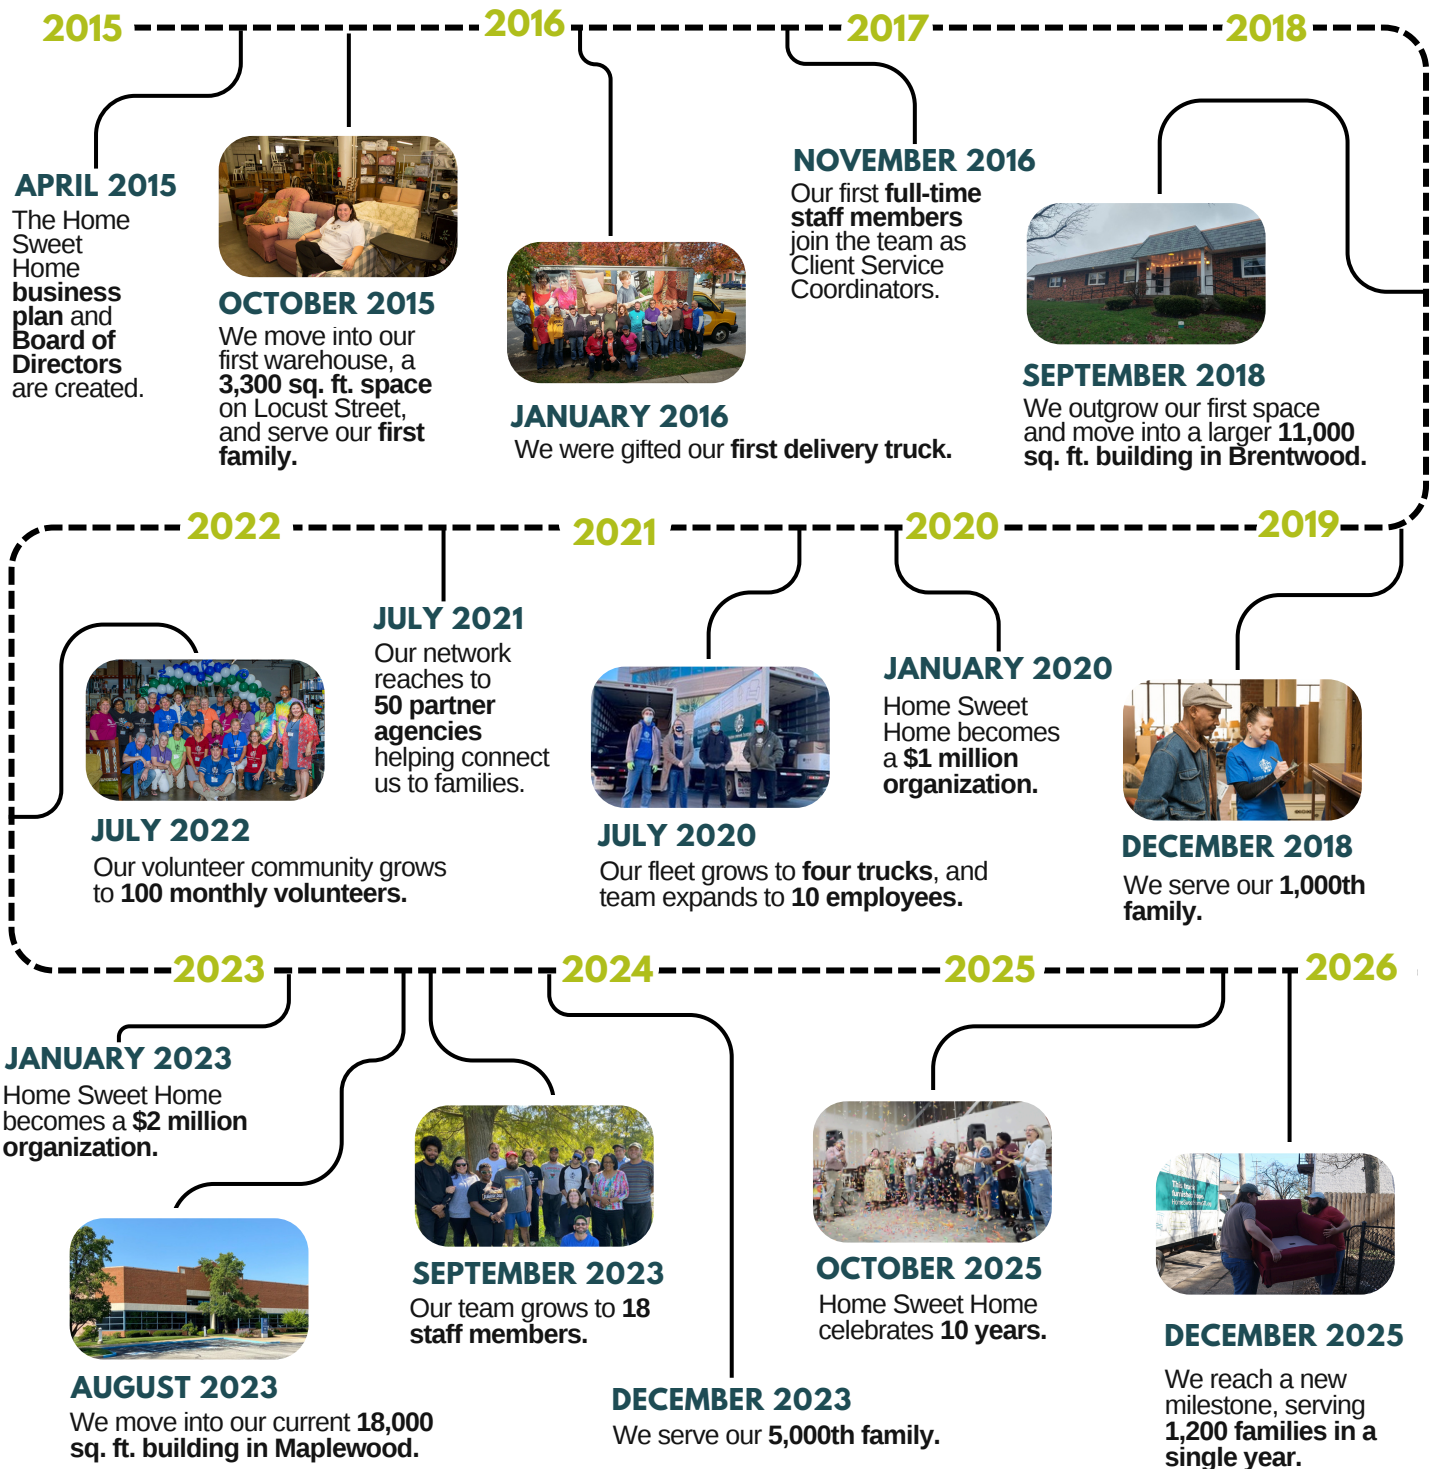 2015
2016
2017
2018
APRIL 2015
The Home
Sweet
Home
business
plan and
Board of
Directors
are created.
OCTOBER 2015
We move into our
first warehouse, a
3,300 sq. ft. space
on Locust Street,
and serve our first
family.
JANUARY 2016
We were gifted our first delivery truck.
NOVEMBER 2016
Our first full-time
staff members
join the team as
Client Service
Coordinators.
SEPTEMBER 2018
We outgrow our first space
and move into a larger 11,000
sq. ft. building in Brentwood.
2022
2021
2020
2019
JULY 2022
Our volunteer community grows
to 100 monthly volunteers.
JULY 2021
Our network
reaches to
50 partner
agencies
helping connect
us to families.
JULY 2020
Our fleet grows to four trucks, and
team expands to 10 employees.
JANUARY 2020
Home Sweet
Home becomes
a $1 million
organization.
DECEMBER 2018
We serve our 1,000th
family.
2023
2024
2025
2026
JANUARY 2023
Home Sweet Home
becomes a $2 million
organization.
AUGUST 2023
We move into our current 18,000
sq. ft. building in Maplewood.
SEPTEMBER 2023
Our team grows to 18
staff members.
DECEMBER 2023
We serve our 5,000th family.
OCTOBER 2025
Home Sweet Home
celebrates 10 years.
DECEMBER 2025
We reach a new
milestone, serving
1,200 families in a
single year.